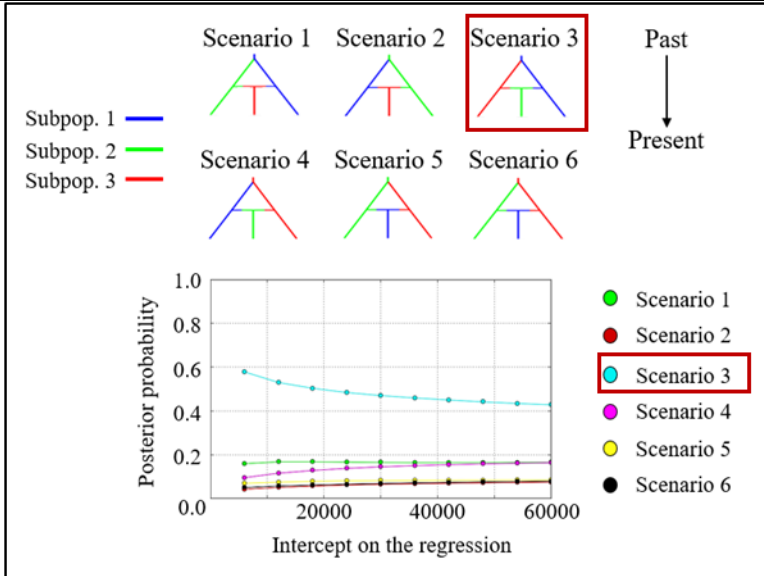 Scenario 1 Scenario 2 Scenario 3 Past
Subpop. 1
Subpop. 2
Subpop. 3
Present
Scenario 4 Scenario 5 Scenario 6
1.0
0.8
0.6
0.4
0.2
0.0
Posterior probability
20000 40000 60000
Intercept on the regression
Scenario 1
Scenario 2
Scenario 3
Scenario 4
Scenario 5
Scenario 6